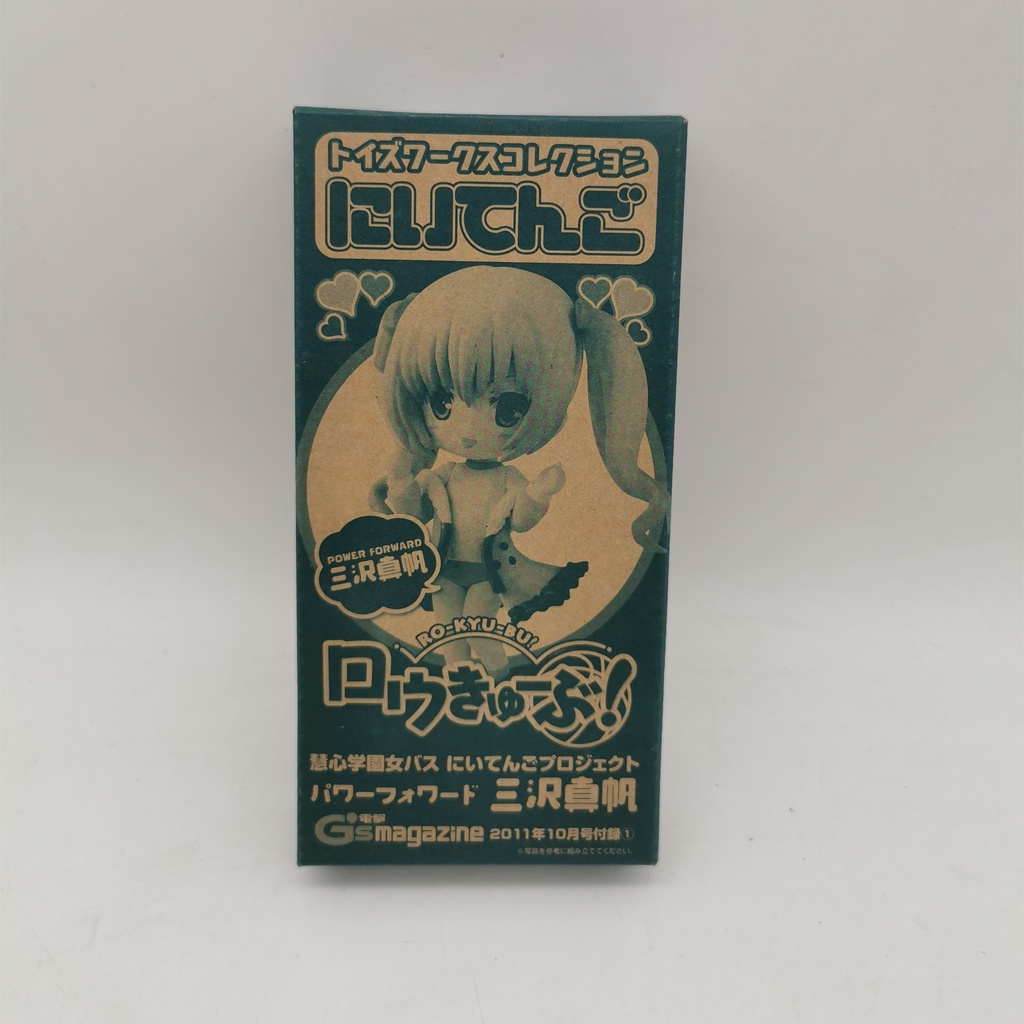 トイズワークスコレクション
にいてんご
POWER FORWARD
三沢真帆
RO-KYU-BU!
ロウきゅーぶ!
慧心学園女バス にいてんごプロジェクト
パワーフォワード 三沢真帆
電撃
G'smagazine 2011年10月号付録①
※写真を参考に組み立ててください。